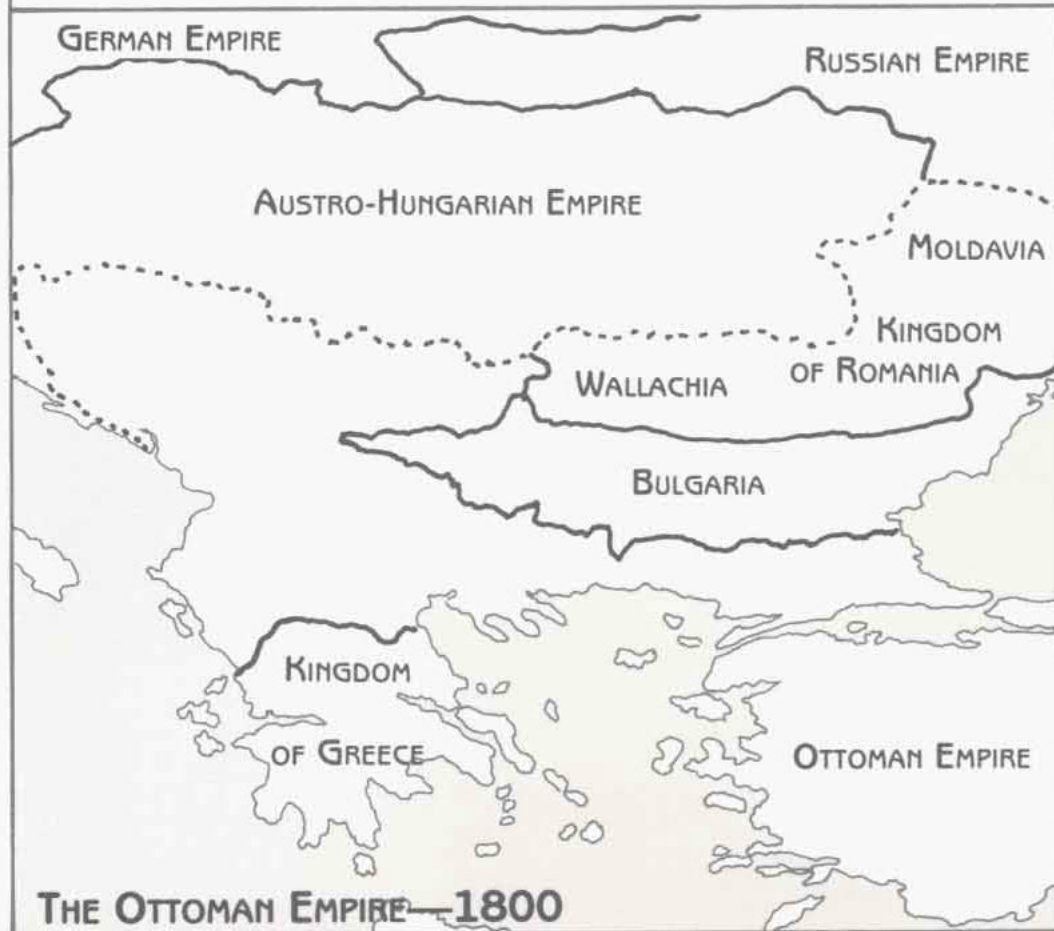 GERMAN EMPIRE
RUSSIAN EMPIRE
AUSTRO-HUNGARIAN EMPIRE
MOLDAVIA
KINGDOM
OF ROMANIA
WALLACHIA
BULGARIA
KINGDOM
OF GREECE
OTTOMAN EMPIRE
THE OTTOMAN EMPIRE—1800